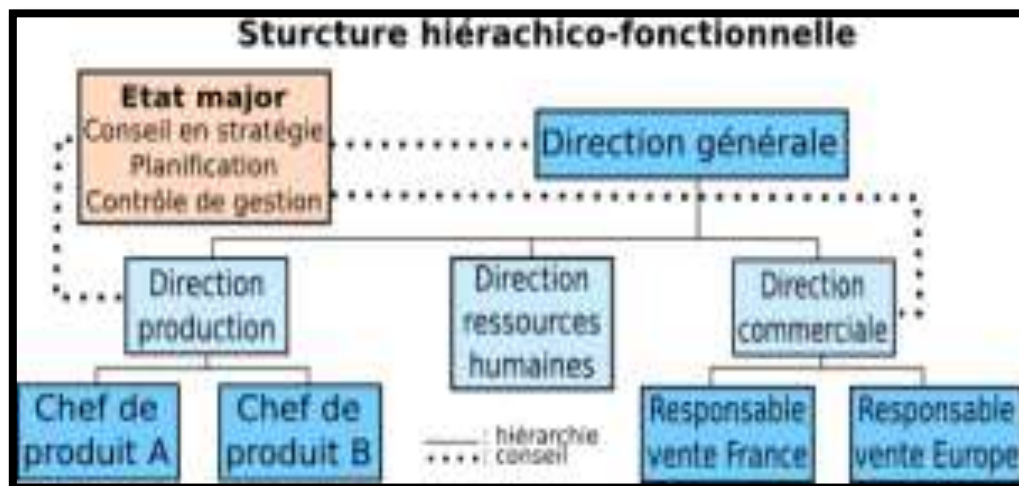 Sturcture hiérachico-fonctionnelle
Etat major
Conseil en stratégie
Planification
Contrôle de gestion
Direction générale
Direction
production
Direction
ressources
humaines
Direction
commerciale
Chef de
produit A
Chef de
produit B
Responsable
vente France
Responsable
vente Europe
: hiérarchie
: conseil